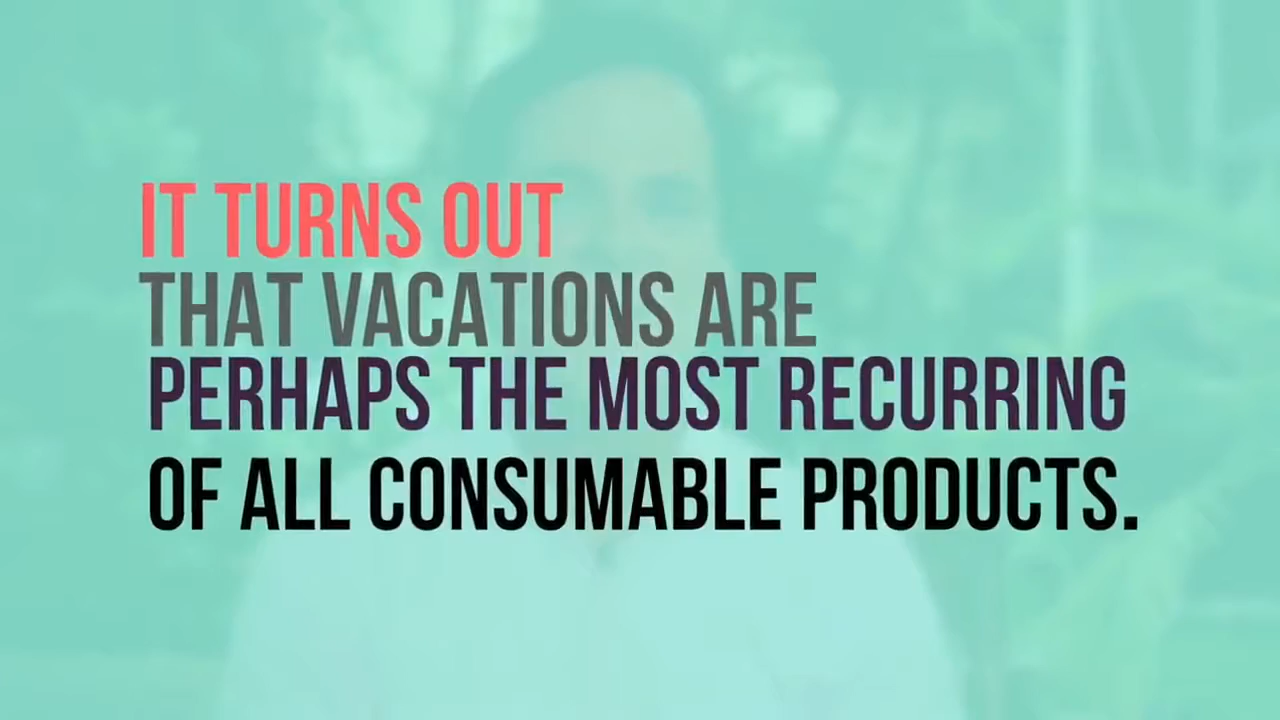 IT TURNS OUT
THAT VACATIONS ARE
PERHAPS THE MOST RECURRING
OF ALL CONSUMABLE PRODUCTS.